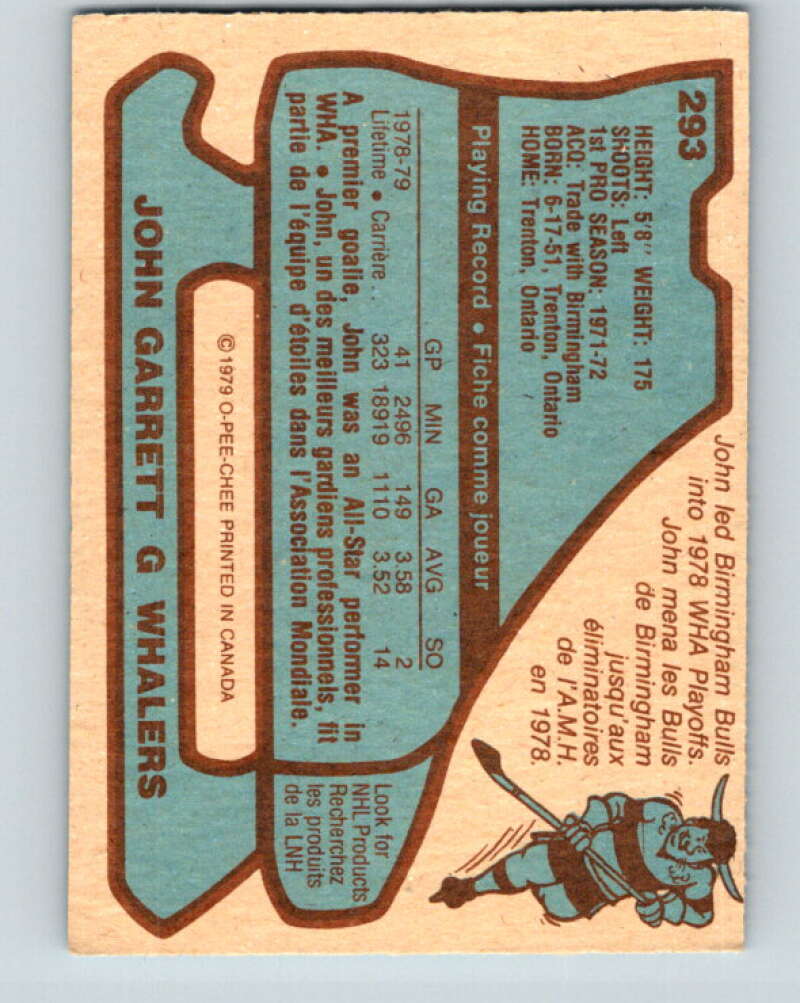 293
HEIGHT: 5'8" WEIGHT: 175
SHOOTS: Left
1st PRO SEASON: 1971-72
ACQ: Trade with Birmingham
BORN: 6-17-51, Trenton, Ontario
HOME: Trenton, Ontario
John led Birmingham Bulls
into 1978 WHA Playoffs.
John mena les Bulls
de Birmingham
jusqu'aux
éliminatoires
de l'A.M.H.
en 1978.
Playing Record • Fiche comme joueur
GP MIN GA AVG SO
1978-79 41 2496 149 3.58 2
Lifetime • Carrière . . 323 18919 1110 3.52 14
A premier goalie, John was an All-Star performer in
WHA. • John, un des meilleurs gardiens professionnels, fit
partie de l'équipe d'étoiles dans l'Association Mondiale.
Look for
NHL Products
Recherchez
les produits
de la LNH
©1979 O-PEE-CHEE PRINTED IN CANADA
JOHN GARRETT G WHALERS